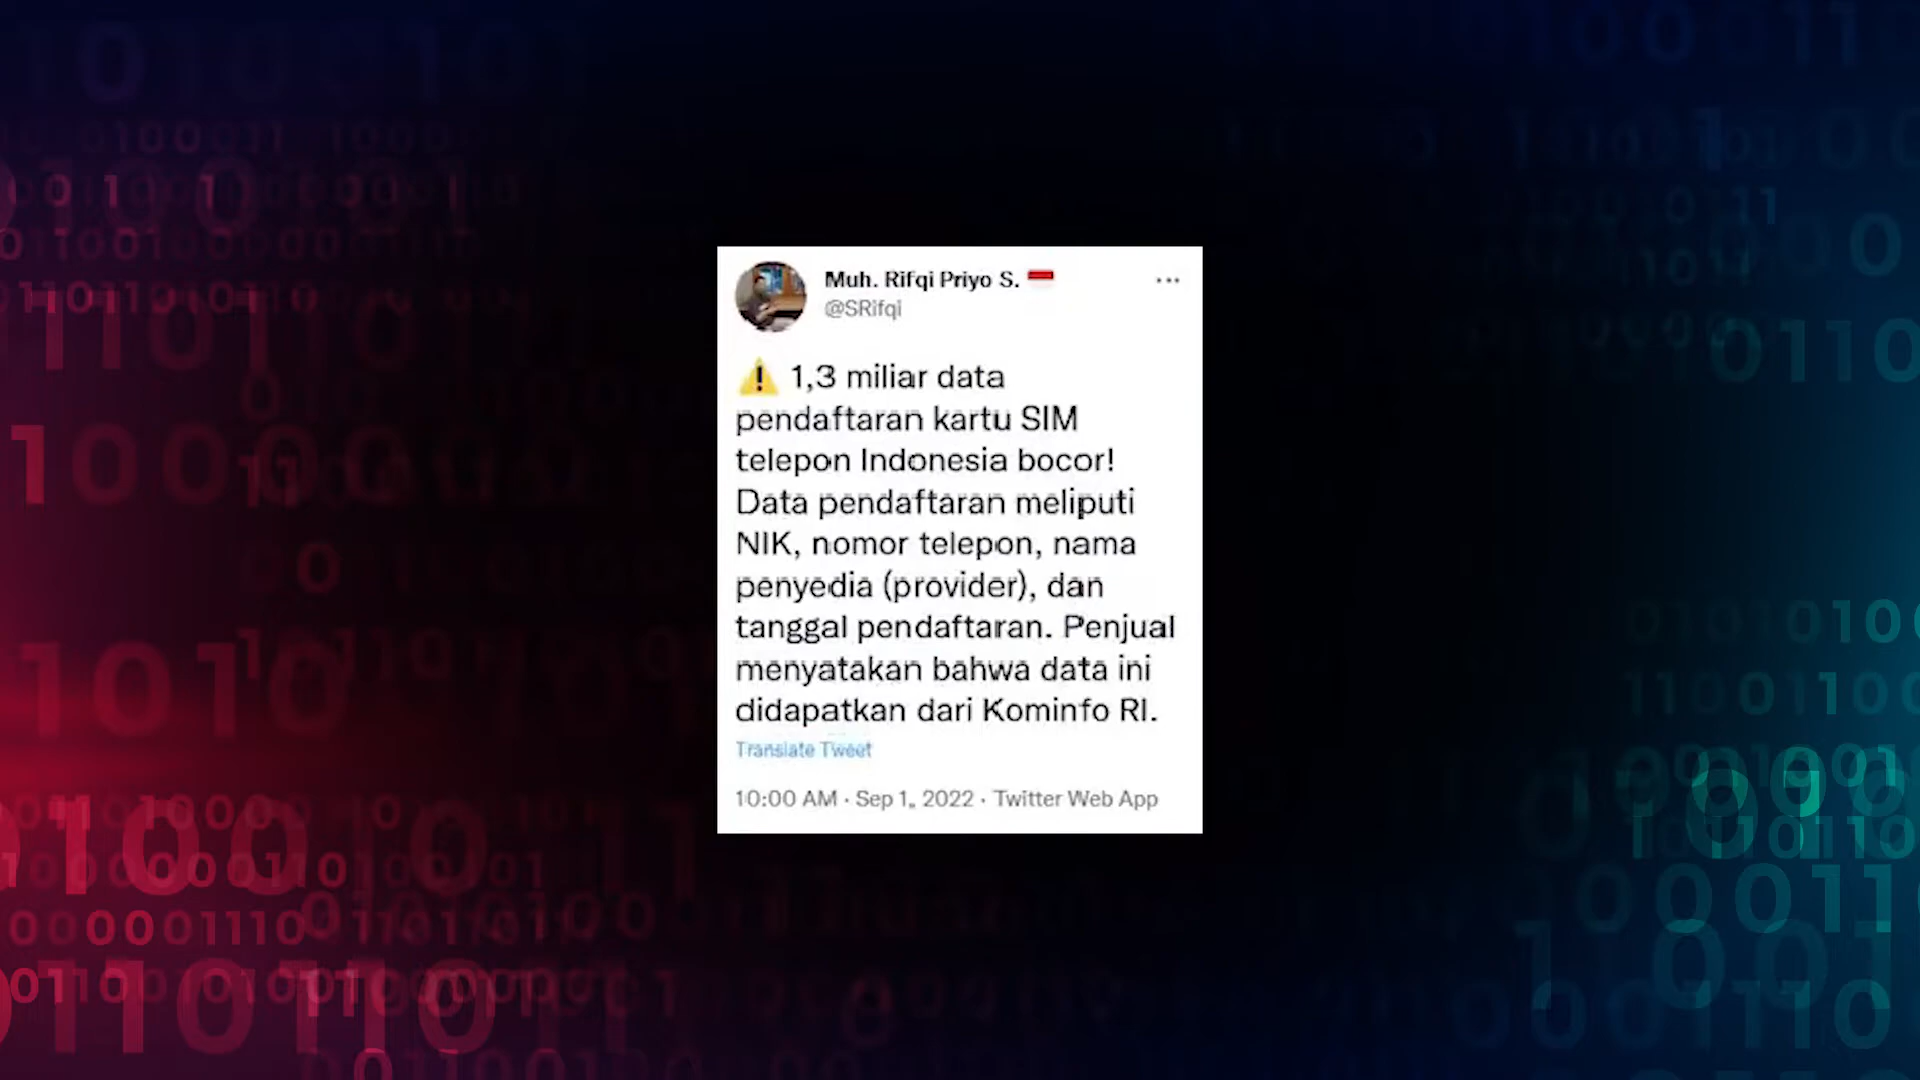 Muh. Rifqi Priyo S.
@SRifqi
⚠️ 1,3 miliar data
pendaftaran kartu SIM
telepon Indonesia bocor!
Data pendaftaran meliputi
NIK, nomor telepon, nama
penyedia (provider), dan
tanggal pendaftaran. Penjual
menyatakan bahwa data ini
didapatkan dari Kominfo RI.
Translate Tweet
10:00 AM · Sep 1, 2022 · Twitter Web App